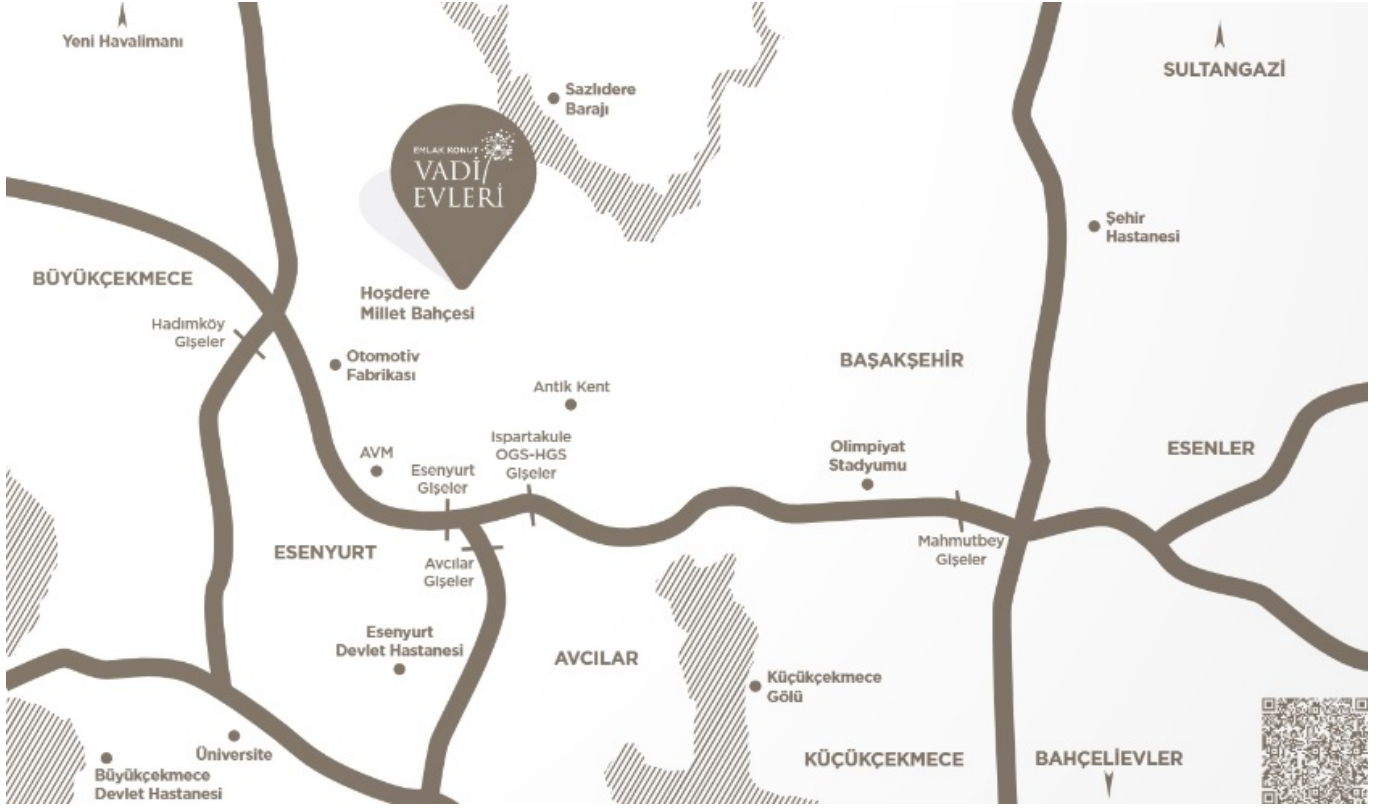 Yeni Havalimanı
SULTANGAZİ
Sazlıdere
Barajı
EMLAK KONUT
VADİ
EVLERİ
Şehir
Hastanesi
BÜYÜKÇEKMECE
Hoşdere
Millet Bahçesi
Hadımköy
Gişeler
Otomotiv
Fabrikası
BAŞAKŞEHİR
Antik Kent
AVM
Esenyurt
Gişeler
Ispartakule
OGS-HGS
Gişeler
Olimpiyat
Stadyumu
ESENLER
ESENYURT
Avcılar
Gişeler
Mahmutbey
Gişeler
Esenyurt
Devlet Hastanesi
AVCILAR
Küçükçekmece
Gölü
Üniversite
KÜÇÜKÇEKMECE
BAHÇELİEVLER
Büyükçekmece
Devlet Hastanesi